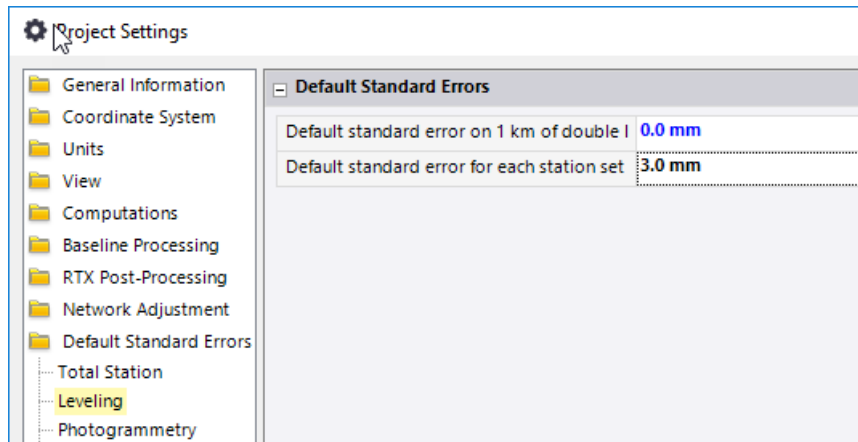 Project Settings
General Information
Coordinate System
Units
View
Computations
Baseline Processing
RTX Post-Processing
Network Adjustment
Default Standard Errors
Total Station
Leveling
Photogrammetry
Default Standard Errors
Default standard error on 1 km of double l 0.0 mm
Default standard error for each station set 3.0 mm